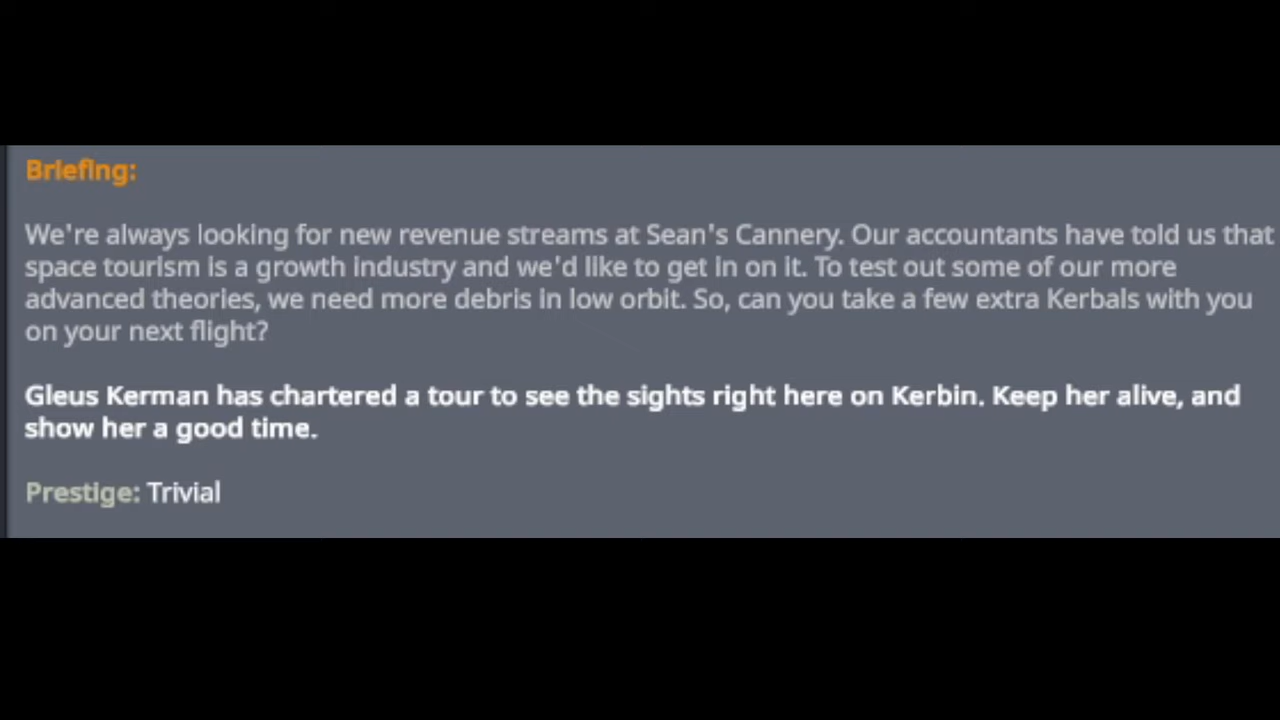 Briefing:
We're always looking for new revenue streams at Sean's Cannery. Our accountants have told us that
space tourism is a growth industry and we'd like to get in on it. To test out some of our more
advanced theories, we need more debris in low orbit. So, can you take a few extra Kerbals with you
on your next flight?
Gleus Kerman has chartered a tour to see the sights right here on Kerbin. Keep her alive, and
show her a good time.
Prestige: Trivial